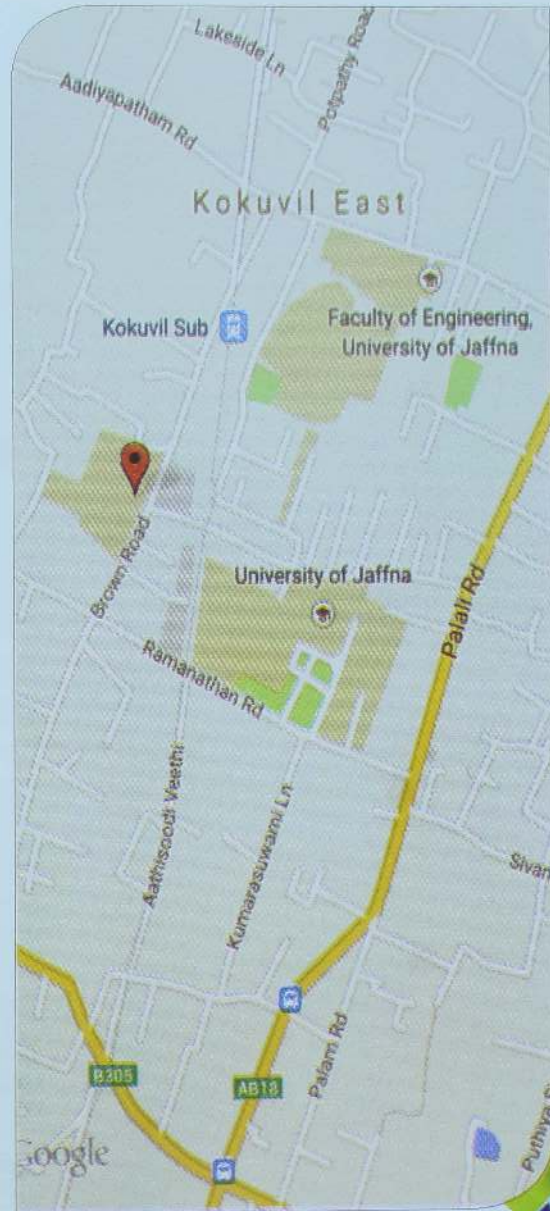 Lakeside Ln
Potpathy Road
Aadiyapatham Rd
Kokuvil East
Faculty of Engineering,
University of Jaffna
Kokuvil Sub
Brown Road
University of Jaffna
Palali Rd
Ramanathan Rd
Aathisoodi Veethi
Kumarasuwami Ln
Sivan
Palam Rd
B305
AB18
Puthiya S
Google